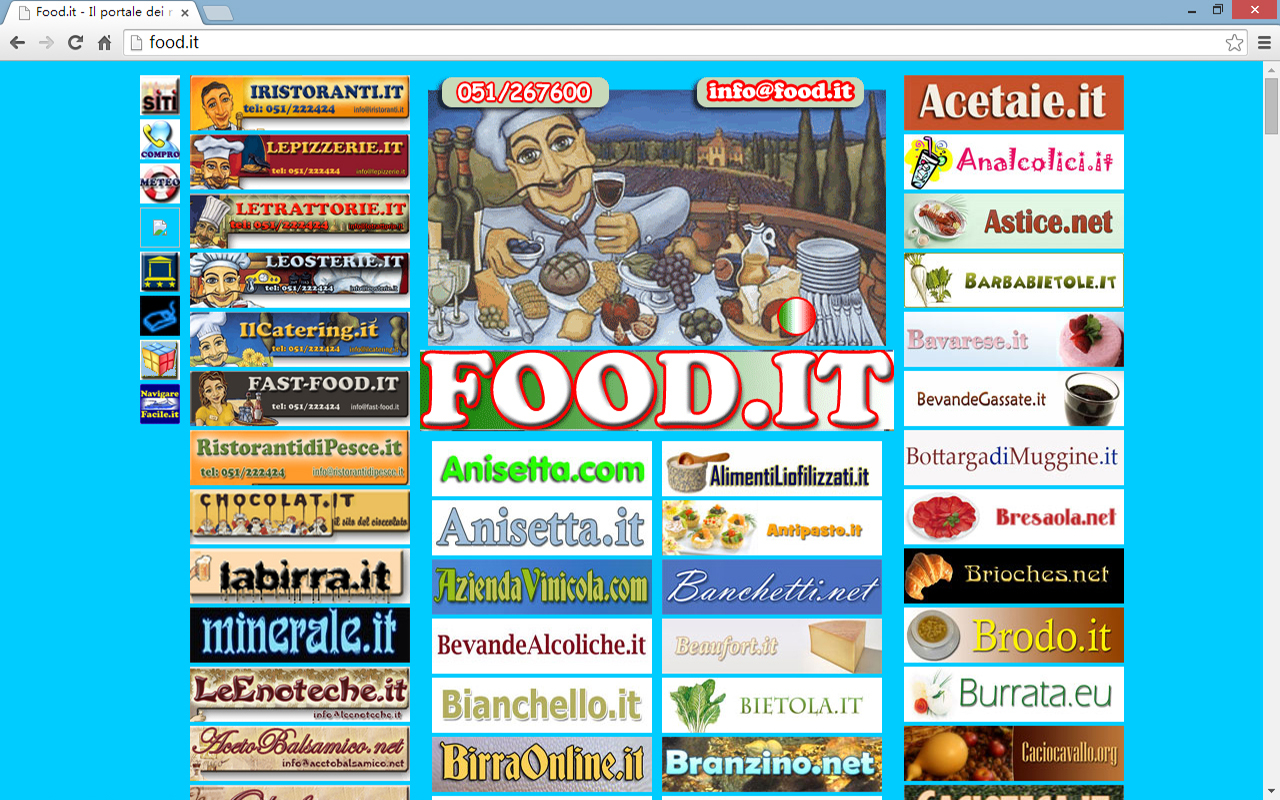 Food.it - Il portale dei r
food.it
siti
COMPRO
METEO
Navigare
Facile.it
IRISTORANTI.IT
tel: 051/222424 info@iristoranti.it
LEPIZZERIE.IT
tel: 051/222424 info@lepizzerie.it
LETRATTORIE.IT
tel: 051/222424
LEOSTERIE.IT
tel: 051/222424 info@leosterie.it
IlCatering.it
tel: 051/222424 info@ilcatering.it
FAST-FOOD.IT
tel: 051/222424 info@fast-food.it
RistorantidiPesce.it
tel: 051/222424 info@ristorantidipesce.it
CHOCOLAT.IT
il sito del cioccolato
labirra.it
minerale.it
LeEnoteche.it
info@leenoteche.it
AcetoBalsamico.net
info@acetobalsamico.net
051/267600
info@food.it
FOOD.IT
Anisetta.com
Anisetta.it
AziendaVinicola.com
BevandeAlcoliche.it
Bianchello.it
BirraOnline.it
AlimentiLiofilizzati.it
Antipasto.it
Banchetti.net
Beaufort.it
BIETOLA.IT
Branzino.net
Acetaie.it
Analcolici.it
Astice.net
BARBABIETOLE.IT
Bavarese.it
BevandeGassate.it
BottargadiMuggine.it
Bresaola.net
Brioches.net
Brodo.it
Burrata.eu
Caciocavallo.org